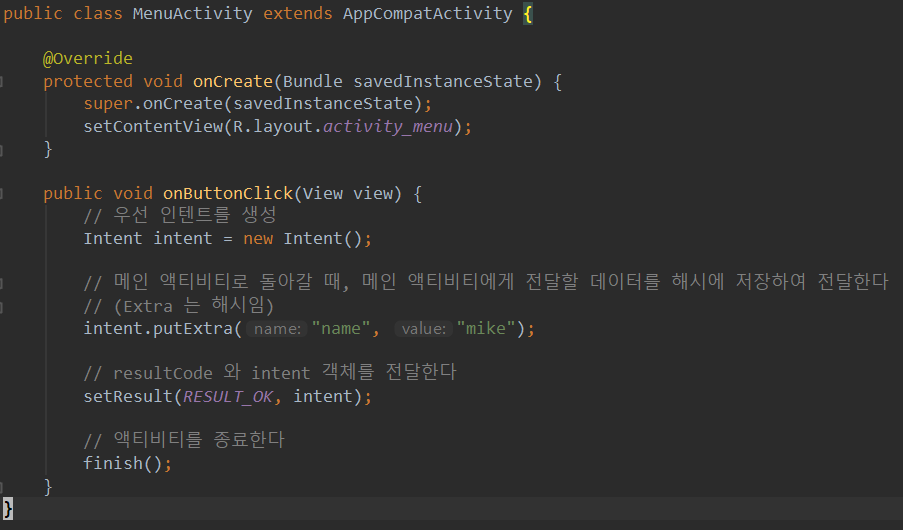 public class MenuActivity extends AppCompatActivity {
@Override
protected void onCreate(Bundle savedInstanceState) {
super.onCreate(savedInstanceState);
setContentView(R.layout.activity_menu);
}
public void onButtonClick(View view) {
// 우선 인텐트를 생성
Intent intent = new Intent();
// 메인 액티비티로 돌아갈 때, 메인 액티비티에게 전달할 데이터를 해시에 저장하여 전달한다
// (Extra 는 해시임)
intent.putExtra( name: "name", value: "mike");
// resultCode 와 intent 객체를 전달한다
setResult(RESULT_OK, intent);
// 액티비티를 종료한다
finish();
}
}